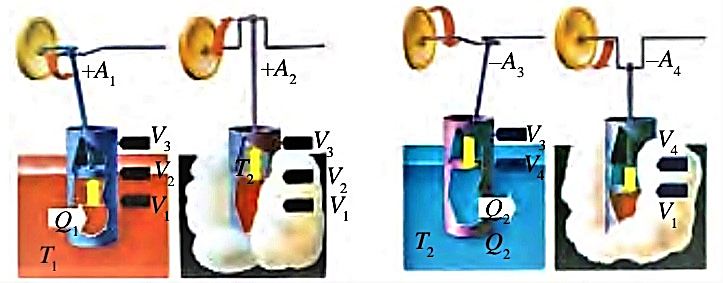 +A₁
V₃
V₂
V₁
Q₁
T₁
+A₂
V₃
T₂
V₂
V₁
−A₃
V₃
V₄
Q₂
T₂
Q₂
−A₄
V₄
V₁